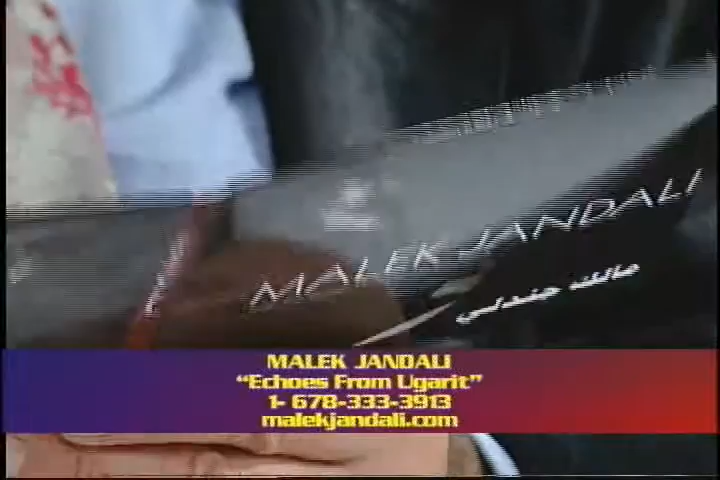 MALEK JANDALI
مالك جندلي
MALEK JANDALI
“Echoes From Ugarit”
1- 678-333-3913
malekjandali.com